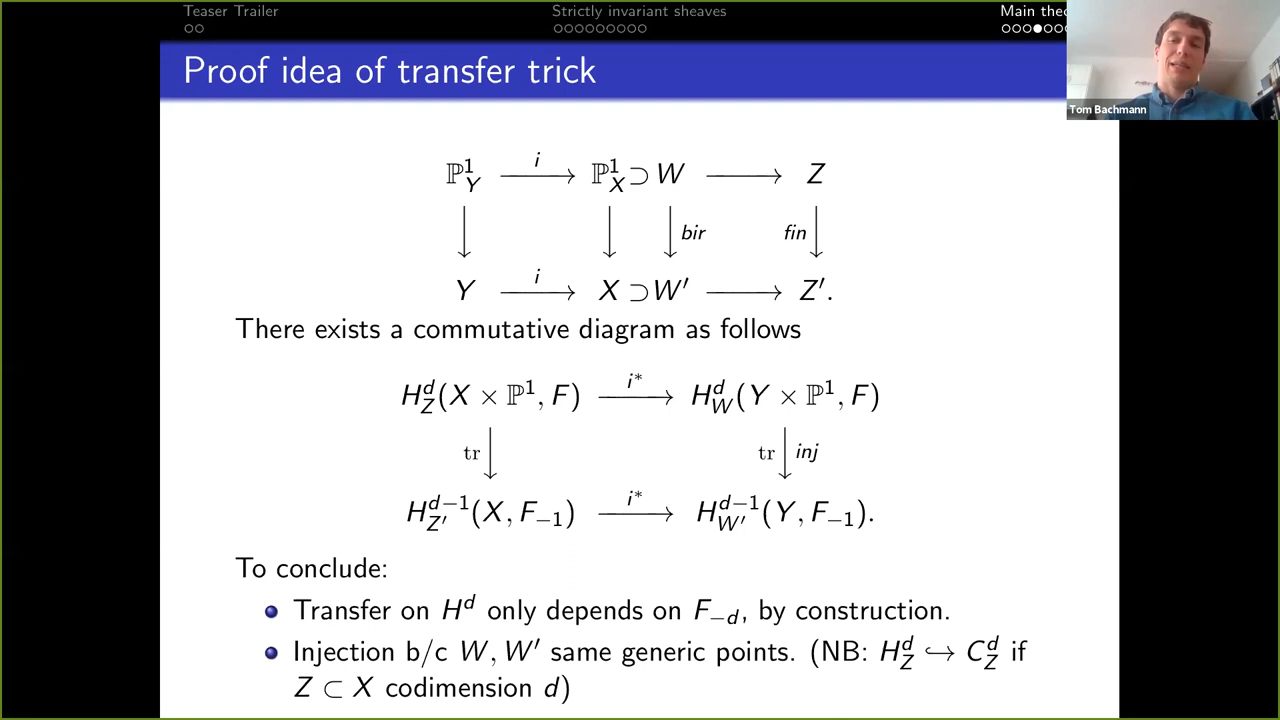 Teaser Trailer
Strictly invariant sheaves
Main theo
Tom Bachmann
Proof idea of transfer trick
ℙ¹_Y —i→ ℙ¹_X ⊃ W → Z
bir fin
Y —i→ X ⊃ W′ → Z′.
There exists a commutative diagram as follows
H^d_Z(X × ℙ¹, F) —i*→ H^d_W(Y × ℙ¹, F)
tr tr inj
H^{d−1}_{Z′}(X, F_{−1}) —i*→ H^{d−1}_{W′}(Y, F_{−1}).
To conclude:
Transfer on H^d only depends on F_{−d}, by construction.
Injection b/c W, W′ same generic points. (NB: H^d_Z ↪ C^d_Z if
Z ⊂ X codimension d)